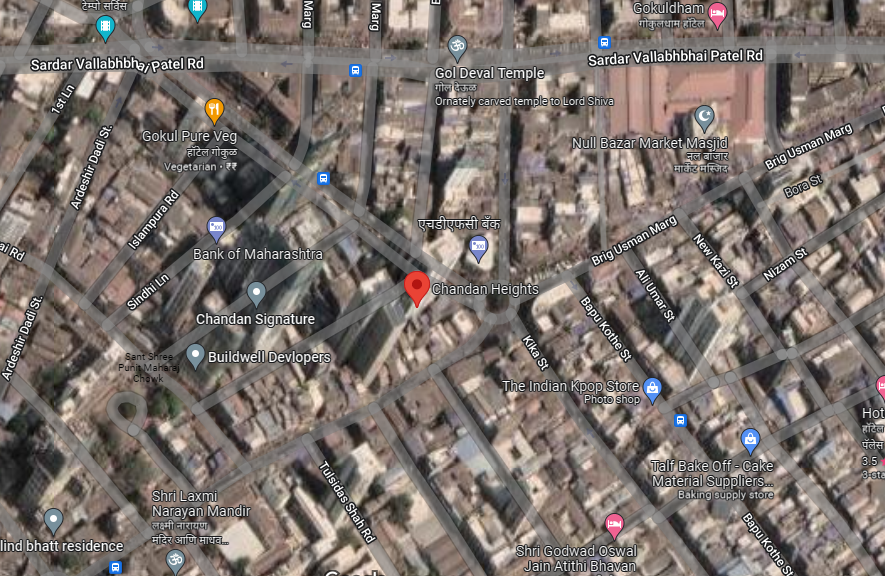 टेम्पो सर्विस
Marg
Marg
Gokuldham
गोकुलधाम हॉटेल
Sardar Vallabhbhai Patel Rd
Sardar Vallabhbhai Patel Rd
Gol Deval Temple
गोल देऊळ
Ornately carved temple to Lord Shiva
1st Ln
Gokul Pure Veg
हॉटेल गोकुळ
Vegetarian • ₹₹
Ardeshir Dadi St.
Null Bazar Market Masjid
नल बाजार
मार्केट मस्जिद
Brig Usman Marg
Bora St
Islampura Rd
एचडीएफसी बँक
Bank of Maharashtra
Brig Usman Marg
New Kazi St
Nizam St
ai Rd
Sindhi Ln
Chandan Heights
Ali Umar St
Ardeshir Dadi St.
Chandan Signature
Bapu Kothe St
Sant Shree
Punit Maharaj
Chowk
Buildwell Devlopers
Kika St
The Indian Kpop Store
Photo shop
Hot
हॉटेल
पॅलेस
3.5
3-sta
Talf Bake Off - Cake
Material Suppliers...
Baking supply store
Tulsidas Shah Rd
Shri Laxmi
Narayan Mandir
लक्ष्मी नारायण
मंदिर आणि माधव...
lind bhatt residence
Bapu Kothe St
Shri Godwad Oswal
Jain Atithi Bhavan